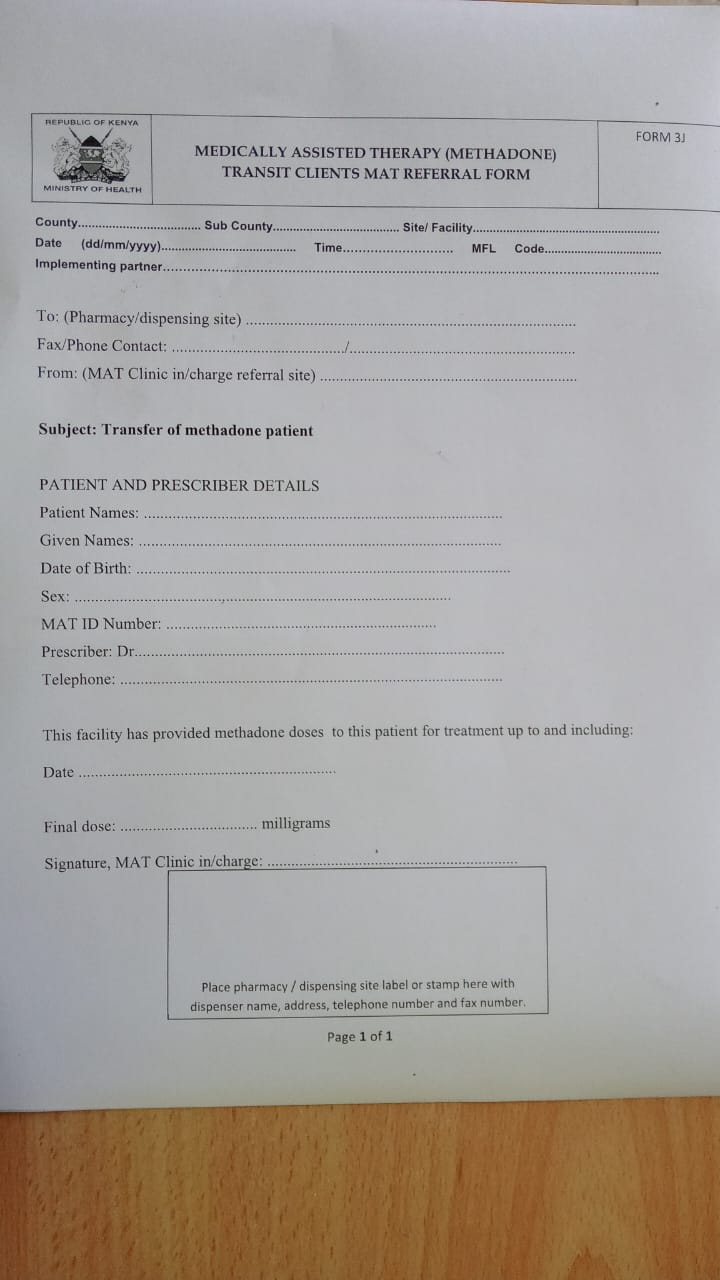 REPUBLIC OF KENYA
MINISTRY OF HEALTH
MEDICALLY ASSISTED THERAPY (METHADONE)
TRANSIT CLIENTS MAT REFERRAL FORM
FORM 3J
County.................................. Sub County.................................. Site/ Facility..................................................
Date (dd/mm/yyyy)...................................... Time.............................. MFL Code..................................
Implementing partner..........................................................................................................................
To: (Pharmacy/dispensing site) ....................................................................................
Fax/Phone Contact: ............................................/..........................................................
From: (MAT Clinic in/charge referral site) ..................................................................
Subject: Transfer of methadone patient
PATIENT AND PRESCRIBER DETAILS
Patient Names: ...........................................................................................
Given Names: ............................................................................................
Date of Birth: ...............................................................................................
Sex: ................................................................................................
MAT ID Number: .....................................................................
Prescriber: Dr..............................................................................................
Telephone: .................................................................................................
This facility has provided methadone doses to this patient for treatment up to and including:
Date ..................................................................
Final dose: ................................... milligrams
Signature, MAT Clinic in/charge: ................................................................
Place pharmacy / dispensing site label or stamp here with
dispenser name, address, telephone number and fax number.
Page 1 of 1